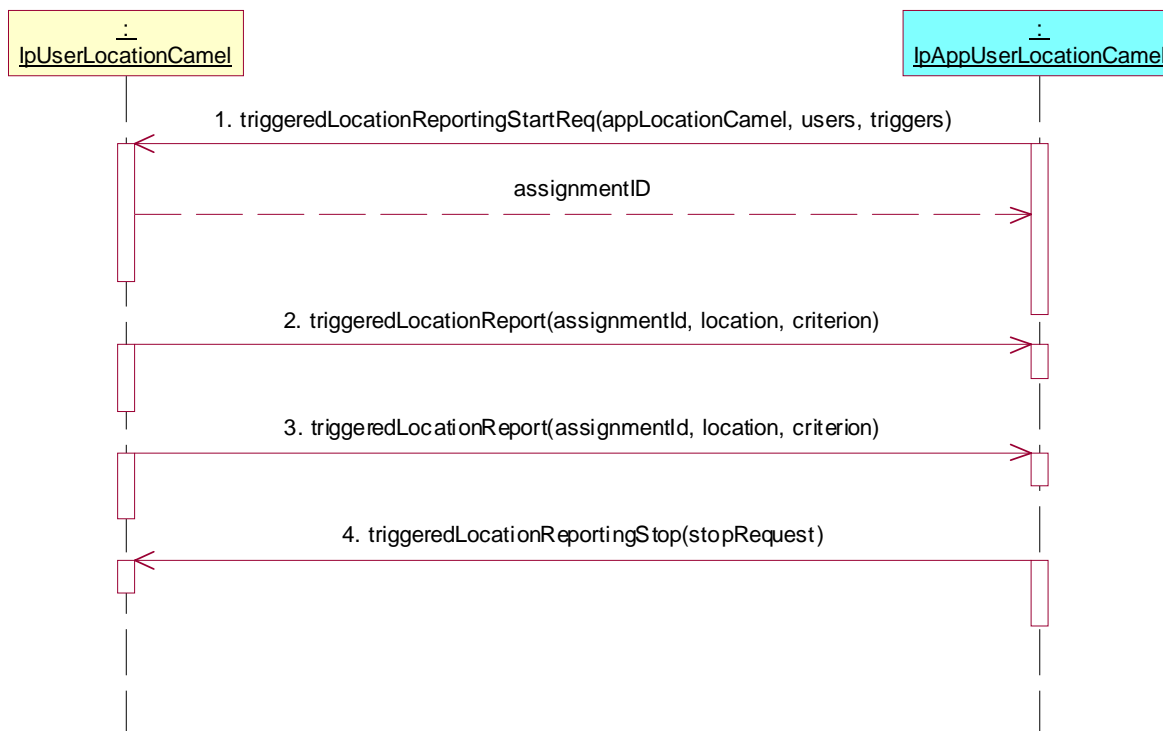 :
IpUserLocationCamel
:
IpAppUserLocationCamel
1. triggeredLocationReportingStartReq(appLocationCamel, users, triggers)
assignmentID
2. triggeredLocationReport(assignmentId, location, criterion)
3. triggeredLocationReport(assignmentId, location, criterion)
4. triggeredLocationReportingStop(stopRequest)